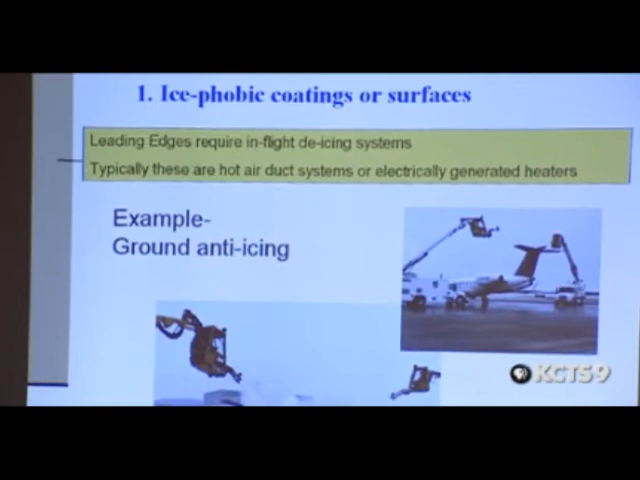 1. Ice-phobic coatings or surfaces
Leading Edges require in-flight de-icing systems
Typically these are hot air duct systems or electrically generated heaters
Example-
Ground anti-icing
KCTS9